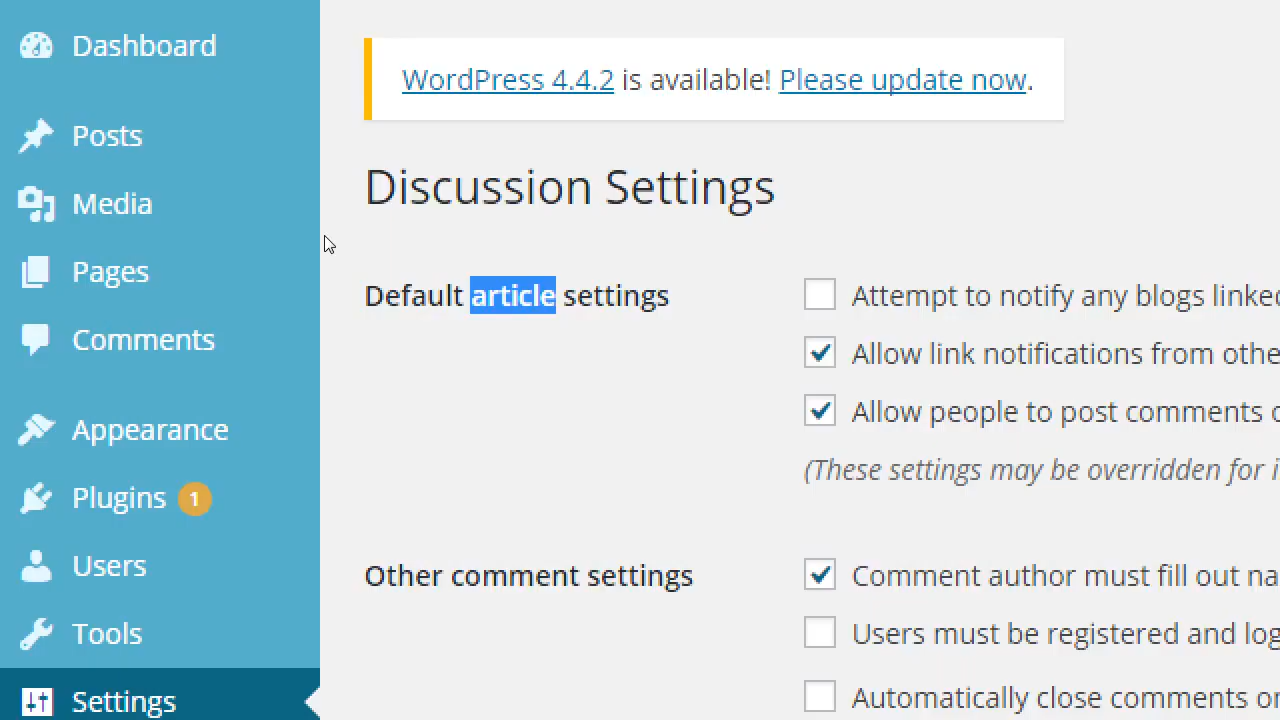 Dashboard
Posts
Media
Pages
Comments
Appearance
Plugins 1
Users
Tools
Settings
WordPress 4.4.2 is available! Please update now.
Discussion Settings
Default article settings
Attempt to notify any blogs linked
Allow link notifications from othe
Allow people to post comments o
(These settings may be overridden for i
Other comment settings
Comment author must fill out na
Users must be registered and log
Automatically close comments on